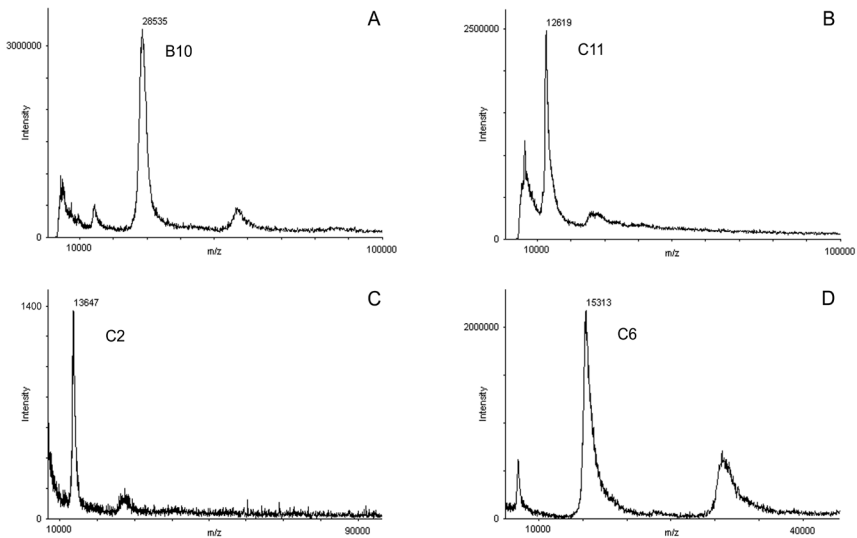 28535
A
B10
3000000
Intensity
0
10000
m/z
100000
12619
B
C11
2500000
Intensity
0
10000
m/z
100000
13647
C
C2
1400
Intensity
0
10000
m/z
90000
15313
D
C6
2000000
Intensity
0
10000
m/z
40000